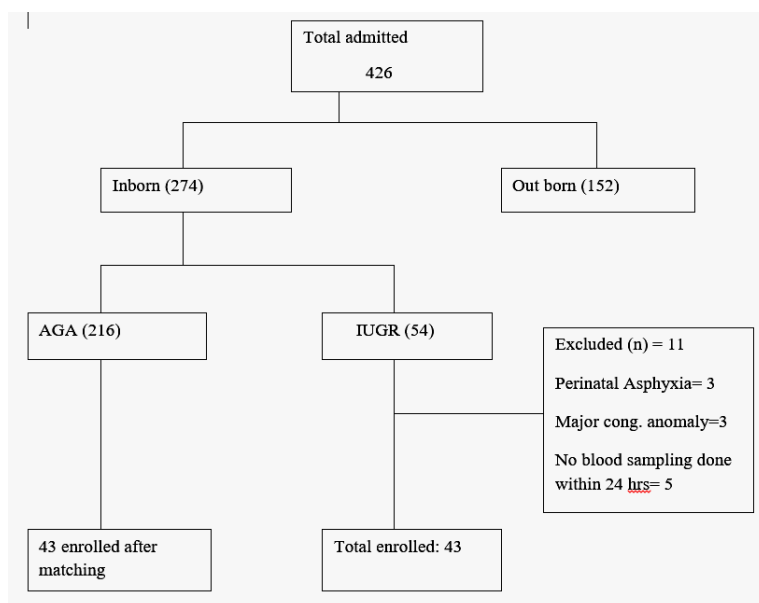 Total admitted
426
Inborn (274)
Out born (152)
AGA (216)
IUGR (54)
Excluded (n) = 11
Perinatal Asphyxia= 3
Major cong. anomaly=3
No blood sampling done
within 24 hrs= 5
43 enrolled after
matching
Total enrolled: 43